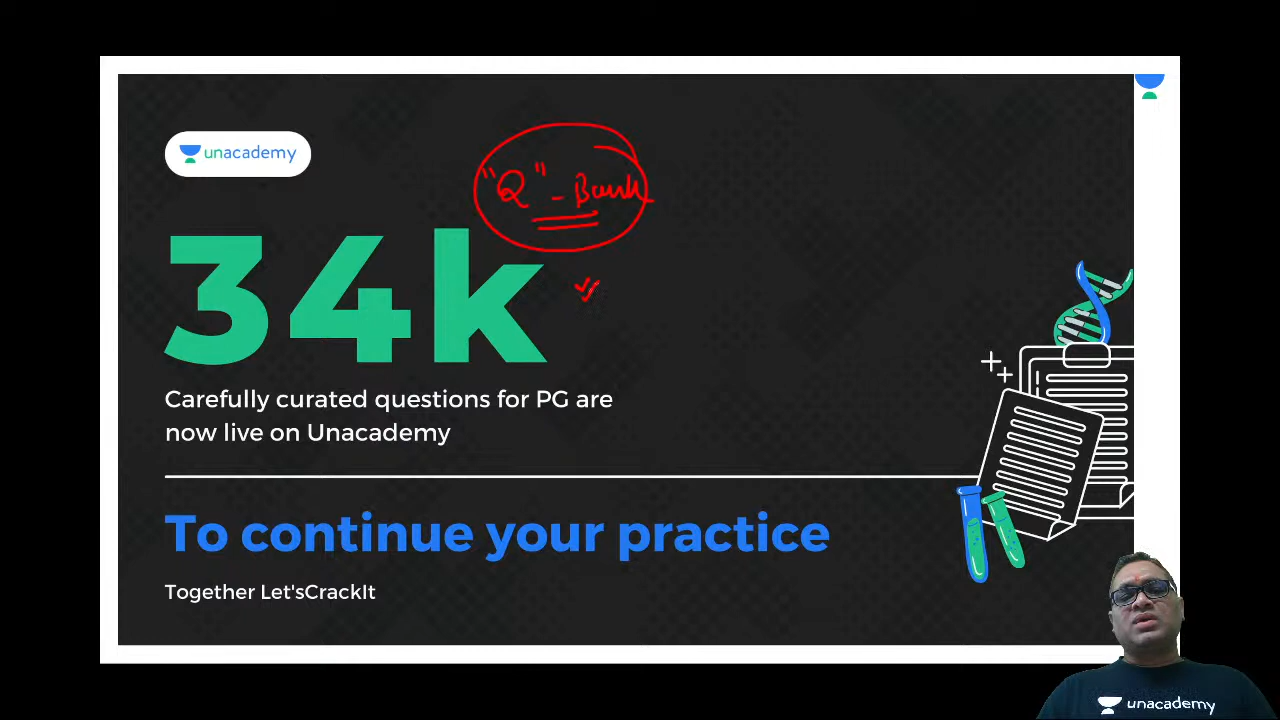 unacademy
"Q" - Bank
34k
Carefully curated questions for PG are
now live on Unacademy
To continue your practice
Together Let'sCrackIt
unacademy